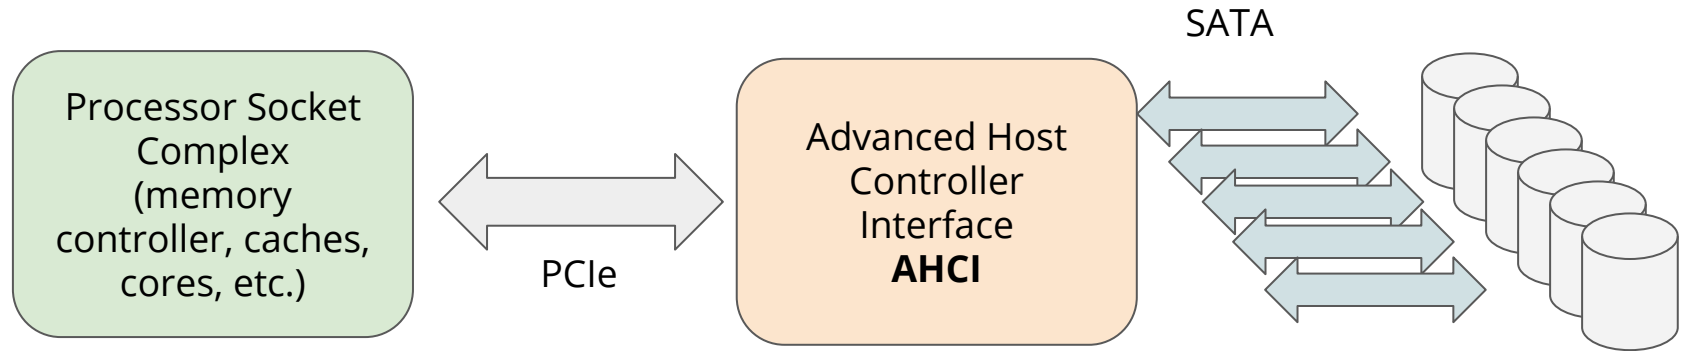 SATA
Processor Socket
Complex
(memory
controller, caches,
cores, etc.)
PCIe
Advanced Host
Controller
Interface
AHCI